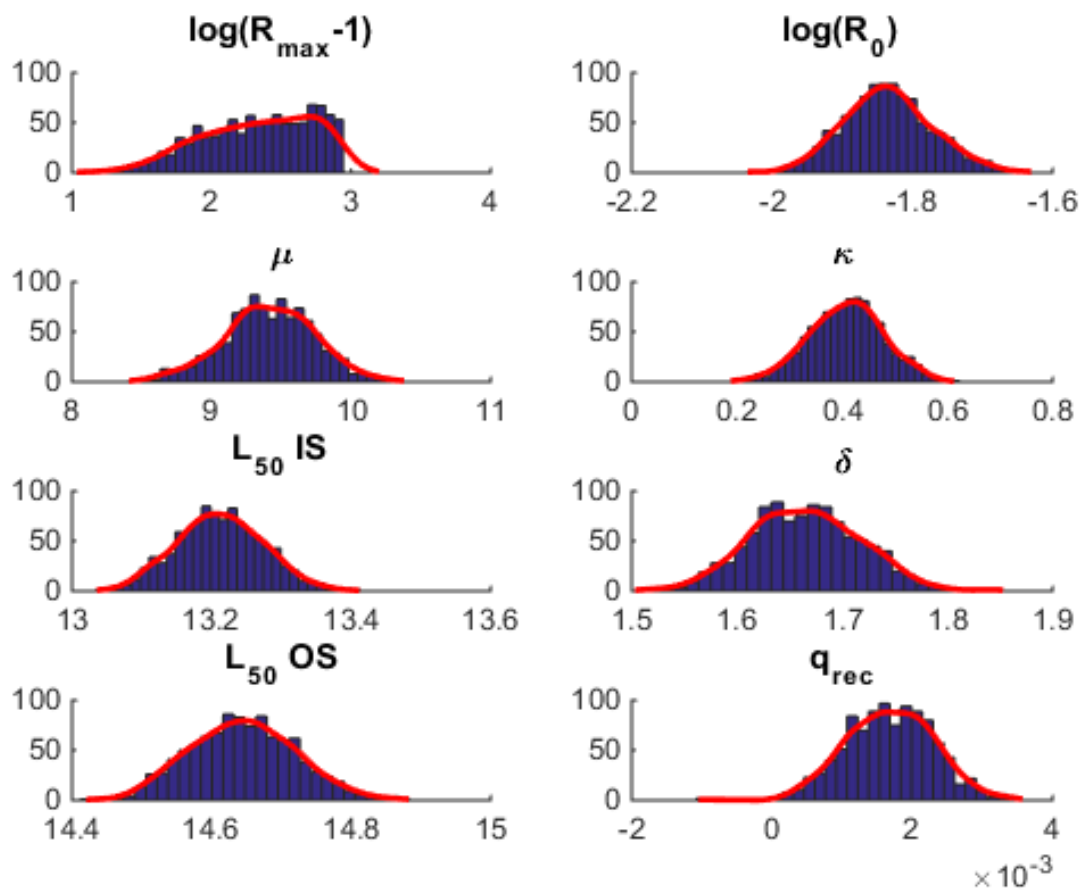 log(R_max-1)
100
50
0
1 2 3 4
log(R_0)
100
50
0
-2.2 -2 -1.8 -1.6
μ
100
50
0
8 9 10 11
κ
100
50
0
0 0.2 0.4 0.6 0.8
L_50 IS
100
50
0
13 13.2 13.4 13.6
δ
100
50
0
1.5 1.6 1.7 1.8 1.9
L_50 OS
100
50
0
14.4 14.6 14.8 15
q_rec
100
50
0
-2 0 2 4
× 10^-3